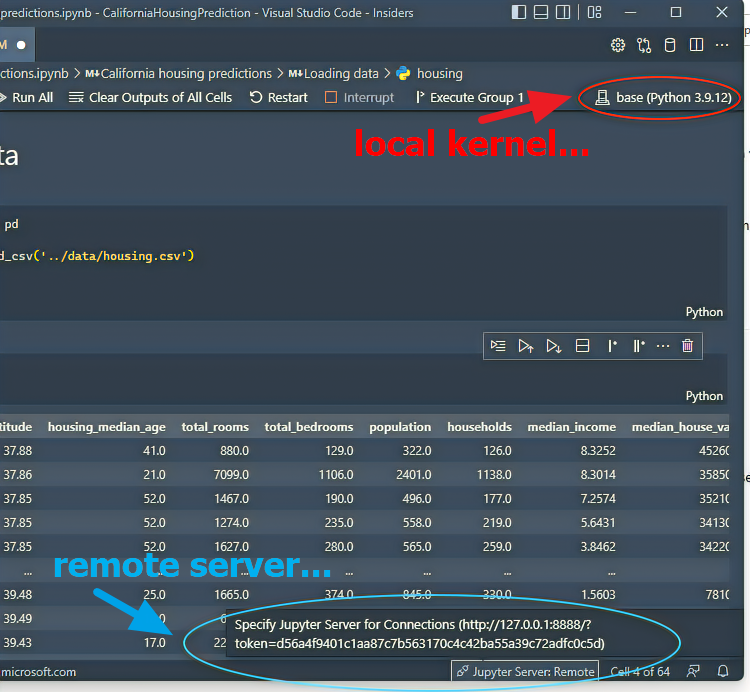 predictions.ipynb - CaliforniaHousingPrediction - Visual Studio Code - Insiders
M
ctions.ipynb > M↓California housing predictions > M↓Loading data > housing
Run All Clear Outputs of All Cells Restart Interrupt Execute Group 1 base (Python 3.9.12)
local kernel...
ta
pd
d_csv('../data/housing.csv')
Python
Python
titude housing_median_age total_rooms total_bedrooms population households median_income median_house_va
37.88 41.0 880.0 129.0 322.0 126.0 8.3252 45260
37.86 21.0 7099.0 1106.0 2401.0 1138.0 8.3014 35850
37.85 52.0 1467.0 190.0 496.0 177.0 7.2574 35210
37.85 52.0 1274.0 235.0 558.0 219.0 5.6431 34130
37.85 52.0 1627.0 280.0 565.0 259.0 3.8462 34220
... ... ... ... ... ... ...
remote server...
39.48 25.0 1665.0 374.0 845.0 330.0 1.5603 7810
39.49
39.43 17.0 22
Specify Jupyter Server for Connections (http://127.0.0.1:8888/?
token=d56a4f9401c1aa87c7b563170c4c42ba55a39c72adfc0c5d)
microsoft.com Jupyter Server: Remote Cell 4 of 64